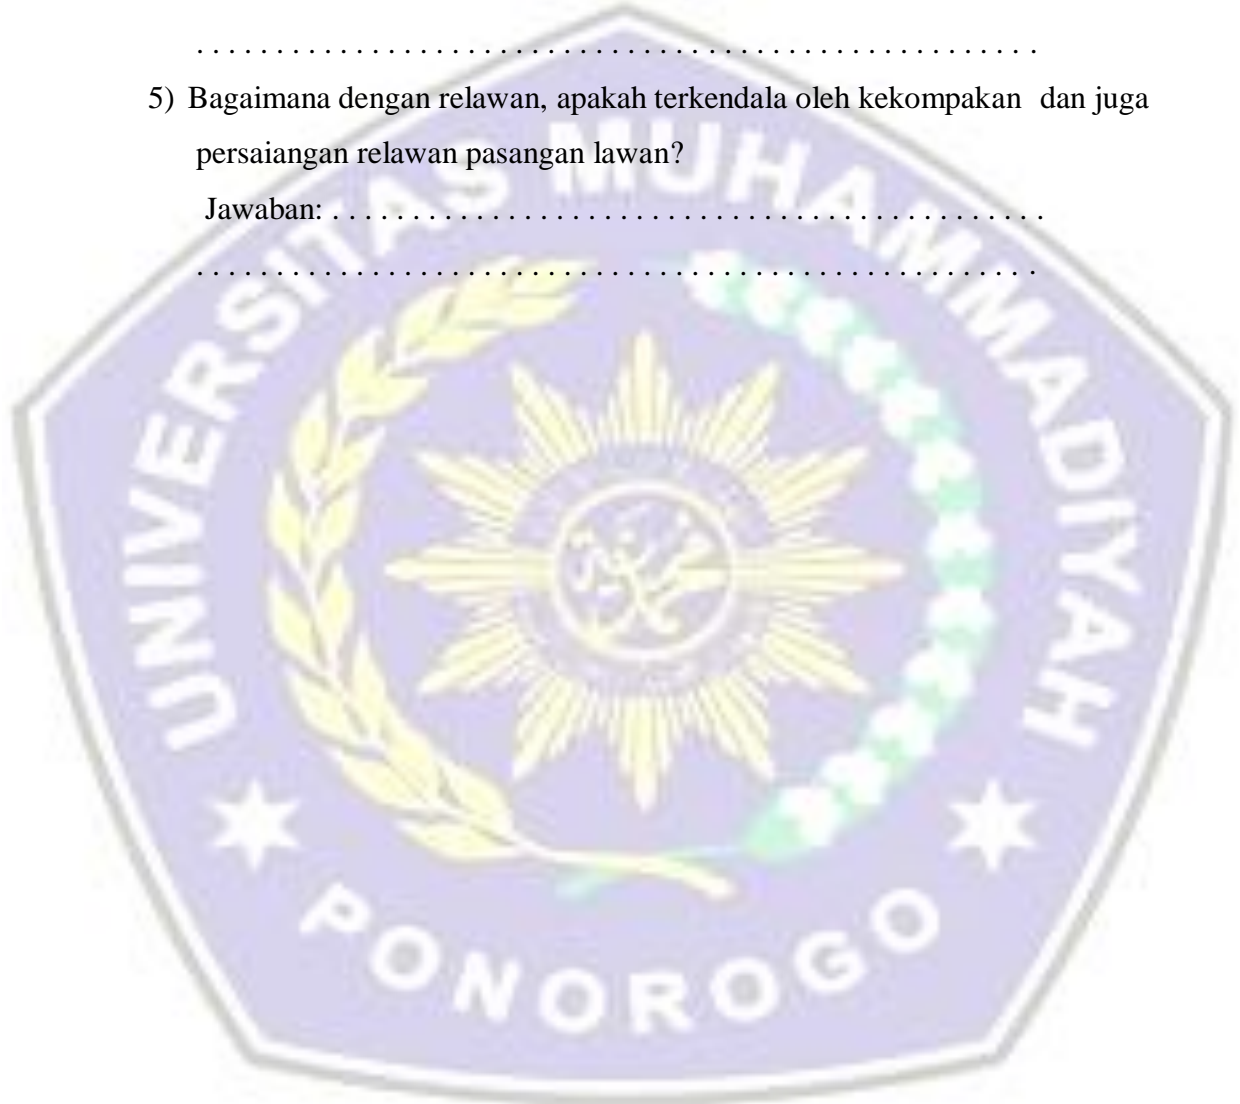 . . . . . . . . . . . . . . . . . . . . . . . . . . . . . . . . . . . . . . . . . . . . . . . . . . . . .
5) Bagaimana dengan relawan, apakah terkendala oleh kekompakan dan juga
persaiangan relawan pasangan lawan?
Jawaban: . . . . . . . . . . . . . . . . . . . . . . . . . . . . . . . . . . . . . . . . . . . . .
. . . . . . . . . . . . . . . . . . . . . . . . . . . . . . . . . . . . . . . . . . . . . . . . . . . . .
UNIVERSITAS MUHAMMADIYAH
PONOROGO